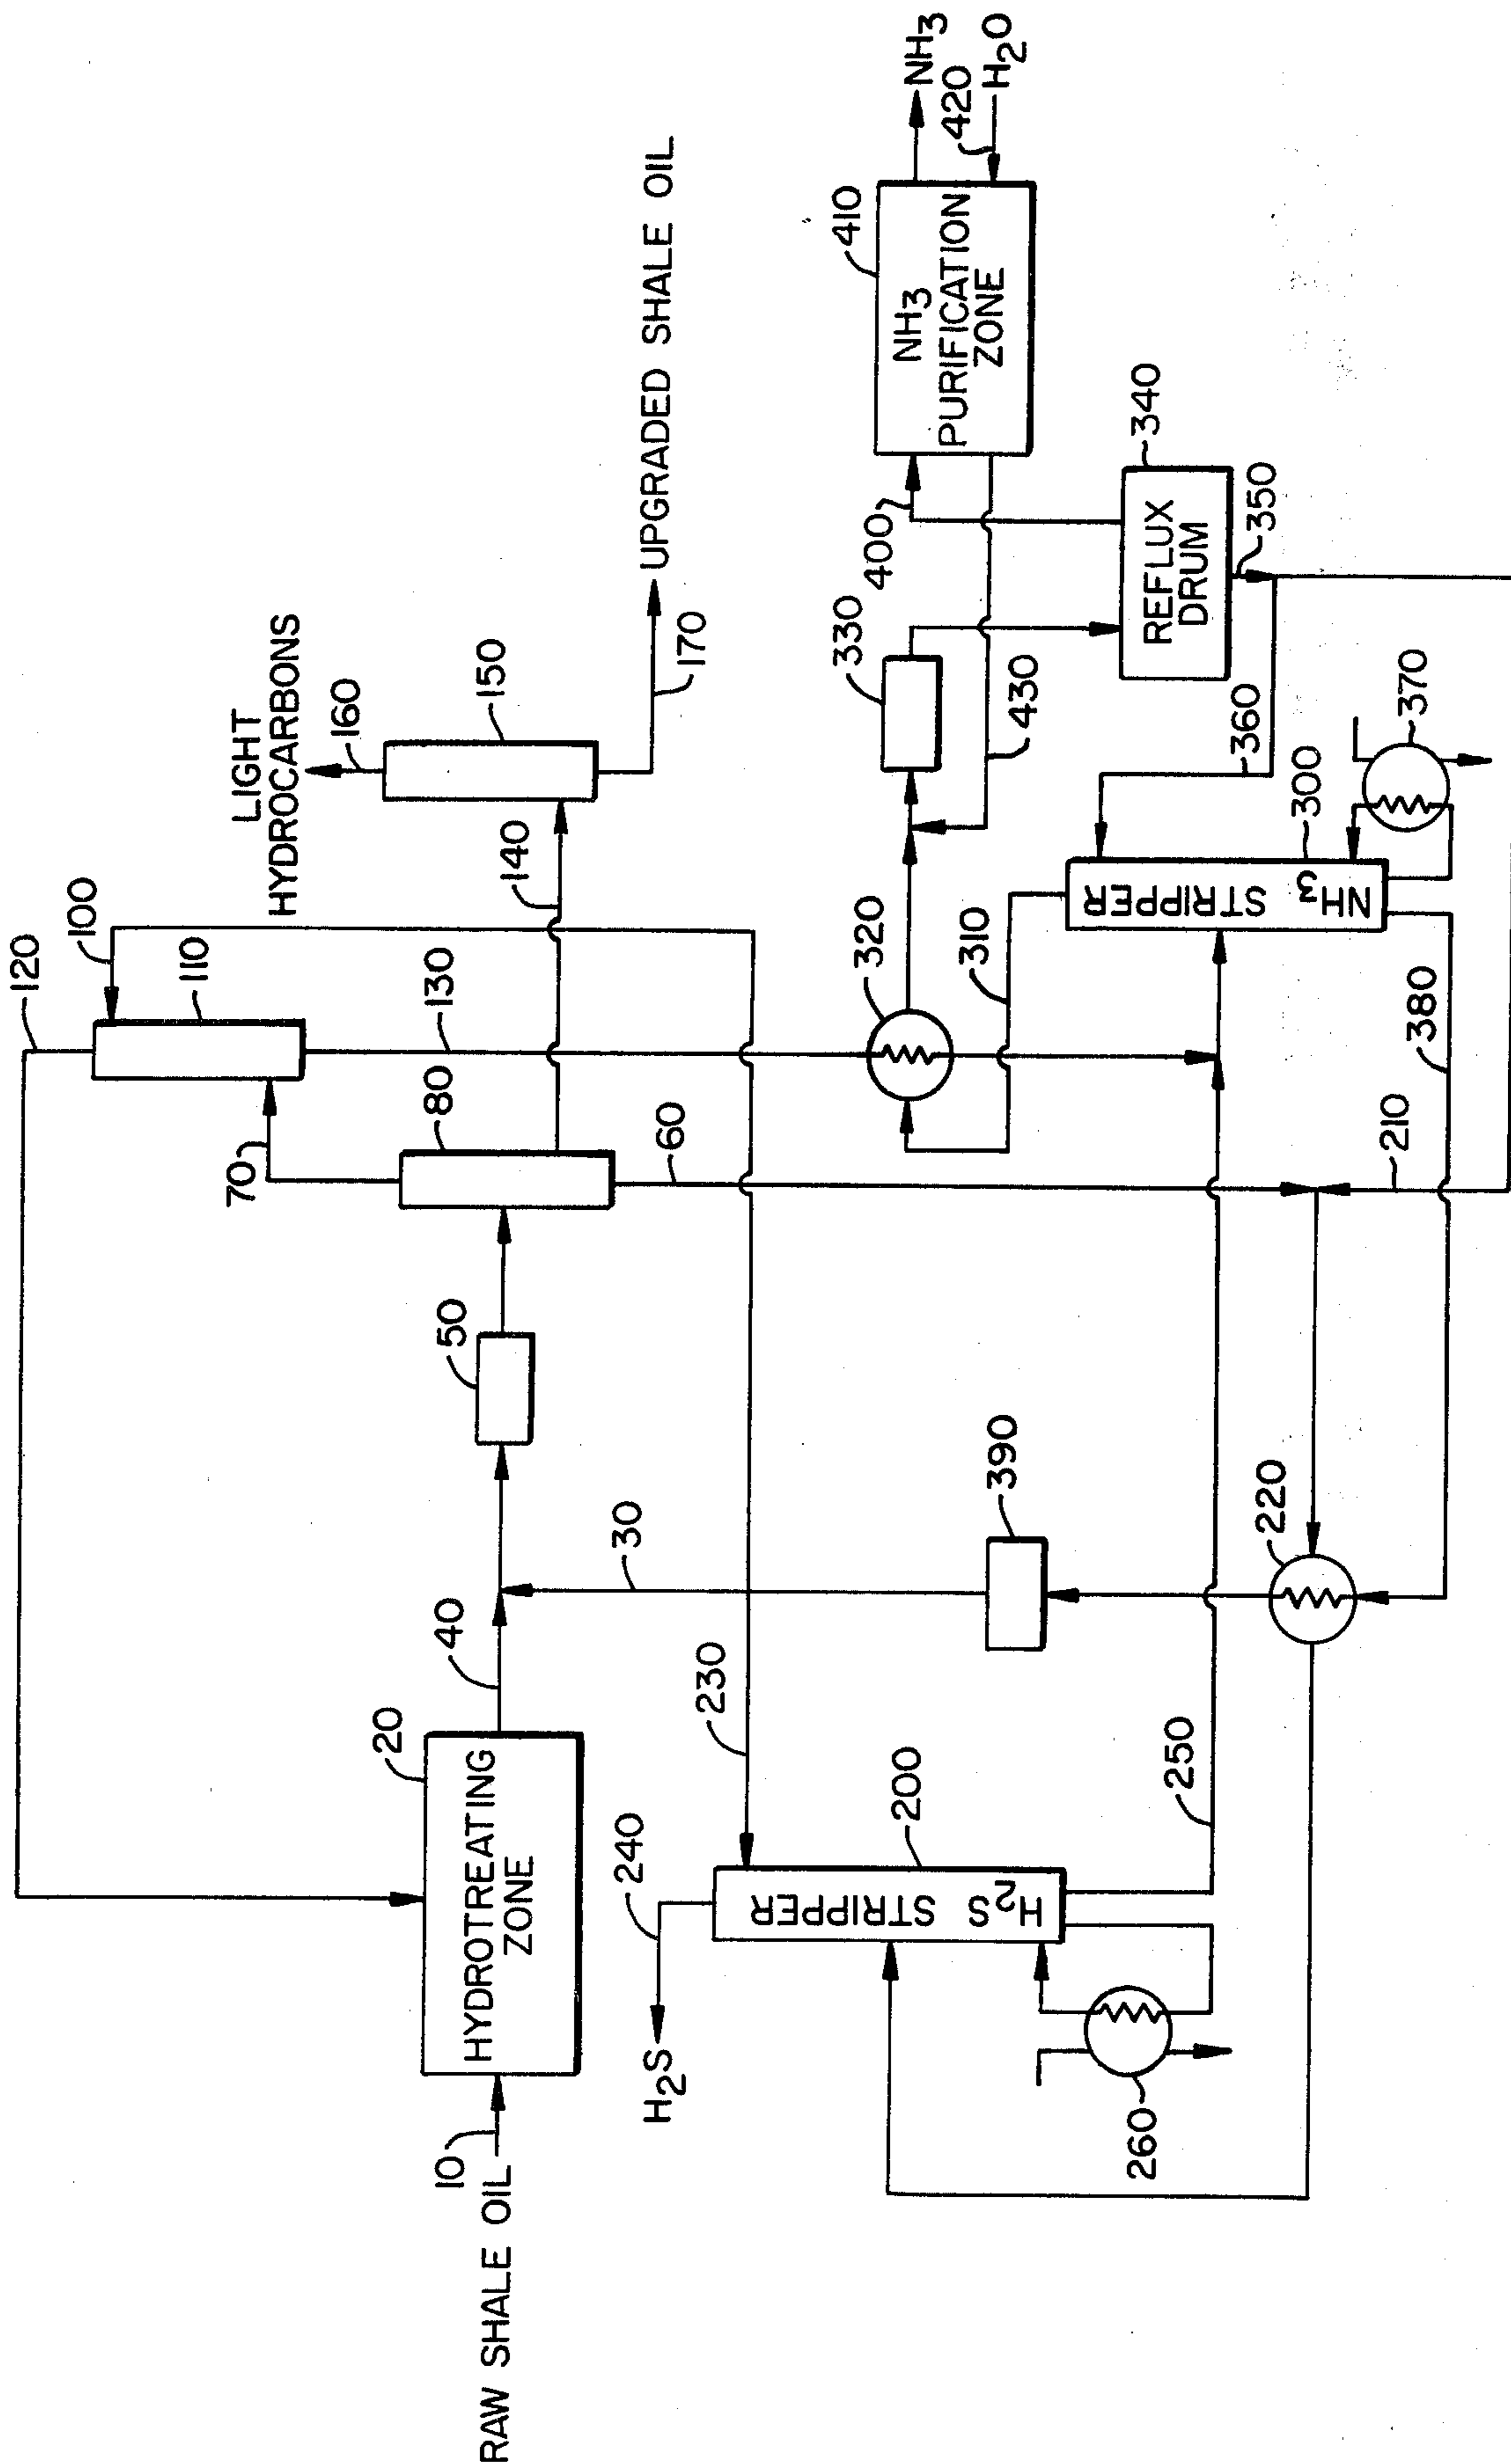 120
100
LIGHT
HYDROCARBONS
160
110
150
UPGRADED SHALE OIL
170
70
80
130
140
RAW SHALE OIL
10
HYDROTREATING
ZONE
20
40
50
60
30
H2S
240
230
H2S STRIPPER
200
260
250
390
220
210
380
320
310
330
430
400
NH3
PURIFICATION
ZONE
410
NH3
420
H2O
REFLUX
DRUM
340
350
360
NH3 STRIPPER
300
370